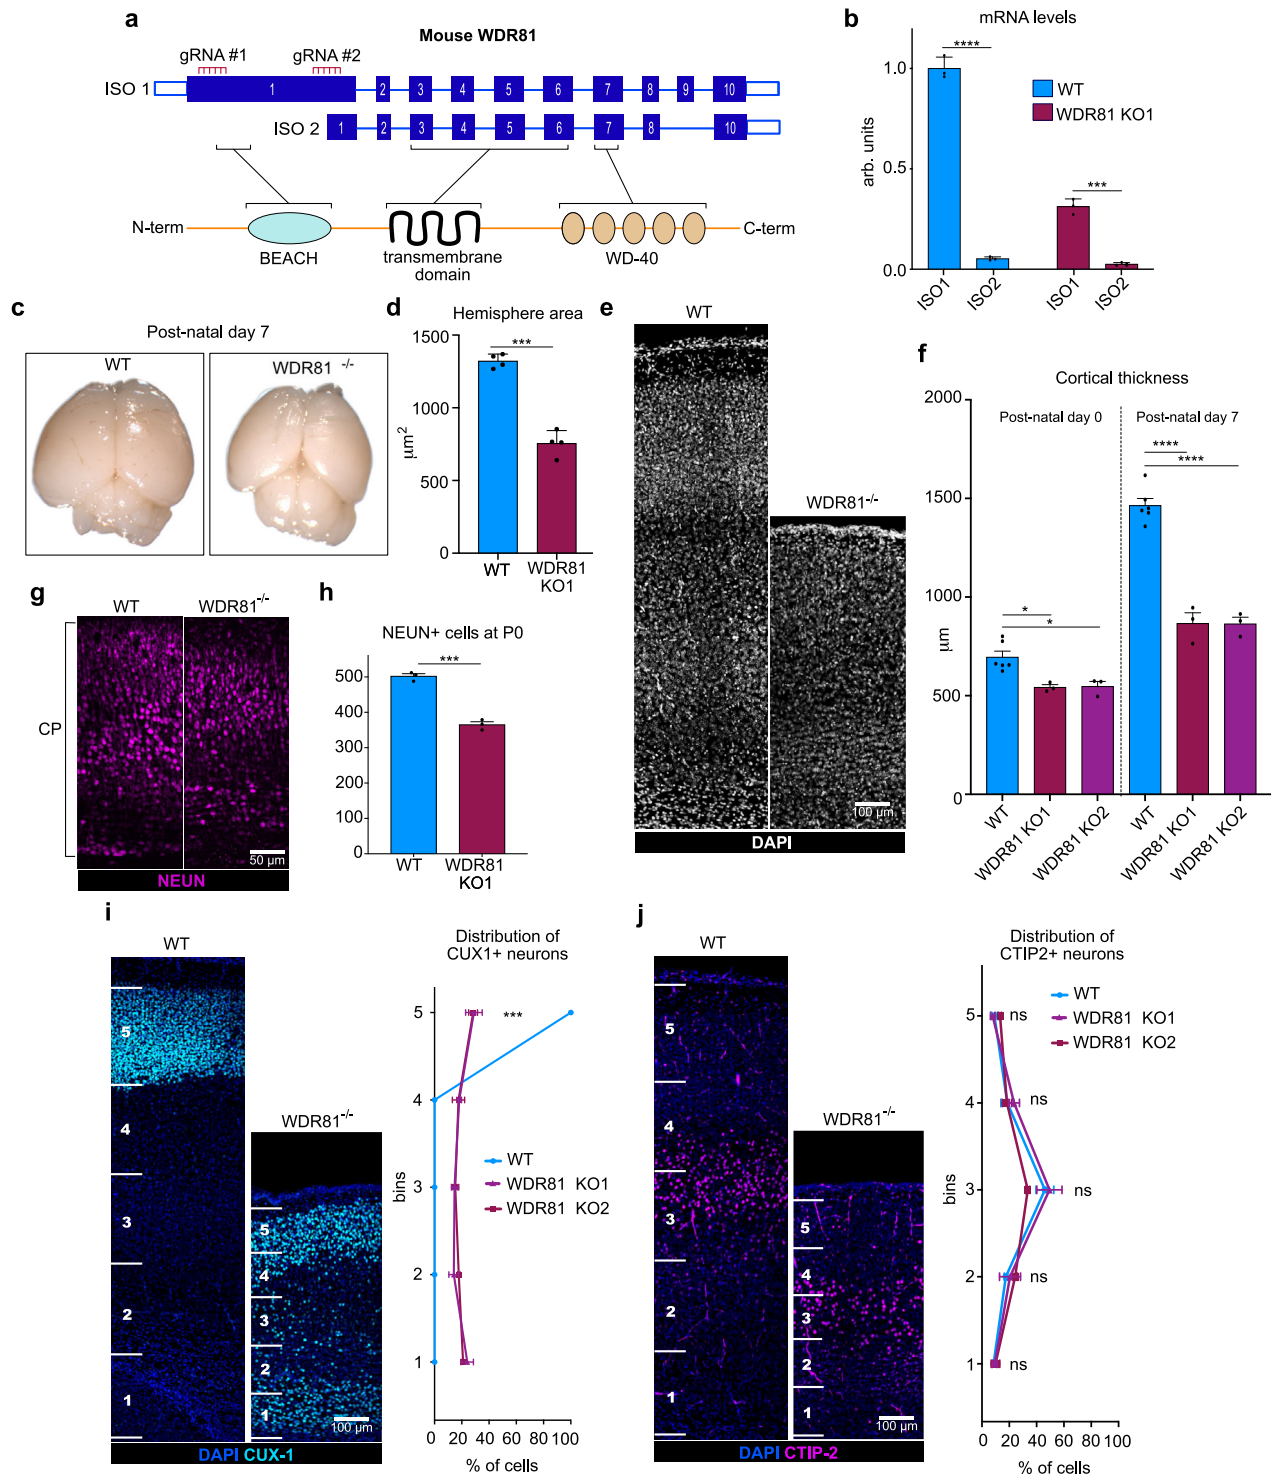 a
Mouse WDR81
gRNA #1
gRNA #2
ISO 1
1 2 3 4 5 6 7 8 9 10
ISO 2
1 2 3 4 5 6 7 8 10
N-term
C-term
BEACH
transmembrane
domain
WD-40
b
mRNA levels
arb. units
1.0
0.5
0.0
****
***
WT
WDR81 KO1
ISO1
ISO2
ISO1
ISO2
c
Post-natal day 7
WT
WDR81 -/-
d
Hemisphere area
μm²
1500
1000
500
0
***
WT
WDR81
KO1
e
WT
WDR81-/-
100 μm
DAPI
f
Cortical thickness
Post-natal day 0
Post-natal day 7
μm
2000
1500
1000
500
0
*
*
****
****
WT
WDR81 KO1
WDR81 KO2
WT
WDR81 KO1
WDR81 KO2
g
WT
WDR81-/-
CP
50 μm
NEUN
h
NEUN+ cells at P0
500
400
300
200
100
0
***
WT
WDR81
KO1
i
WT
5
4
3
2
1
WDR81-/-
5
4
3
2
1
100 μm
DAPI CUX-1
Distribution of
CUX1+ neurons
bins
5
4
3
2
1
***
WT
WDR81 KO1
WDR81 KO2
0 20 40 60 80 100
% of cells
j
WT
5
4
3
2
1
WDR81-/-
5
4
3
2
1
100 μm
DAPI CTIP-2
Distribution of
CTIP2+ neurons
bins
5
4
3
2
1
ns
ns
ns
ns
ns
WT
WDR81 KO1
WDR81 KO2
0 20 40 60 80 100
% of cells